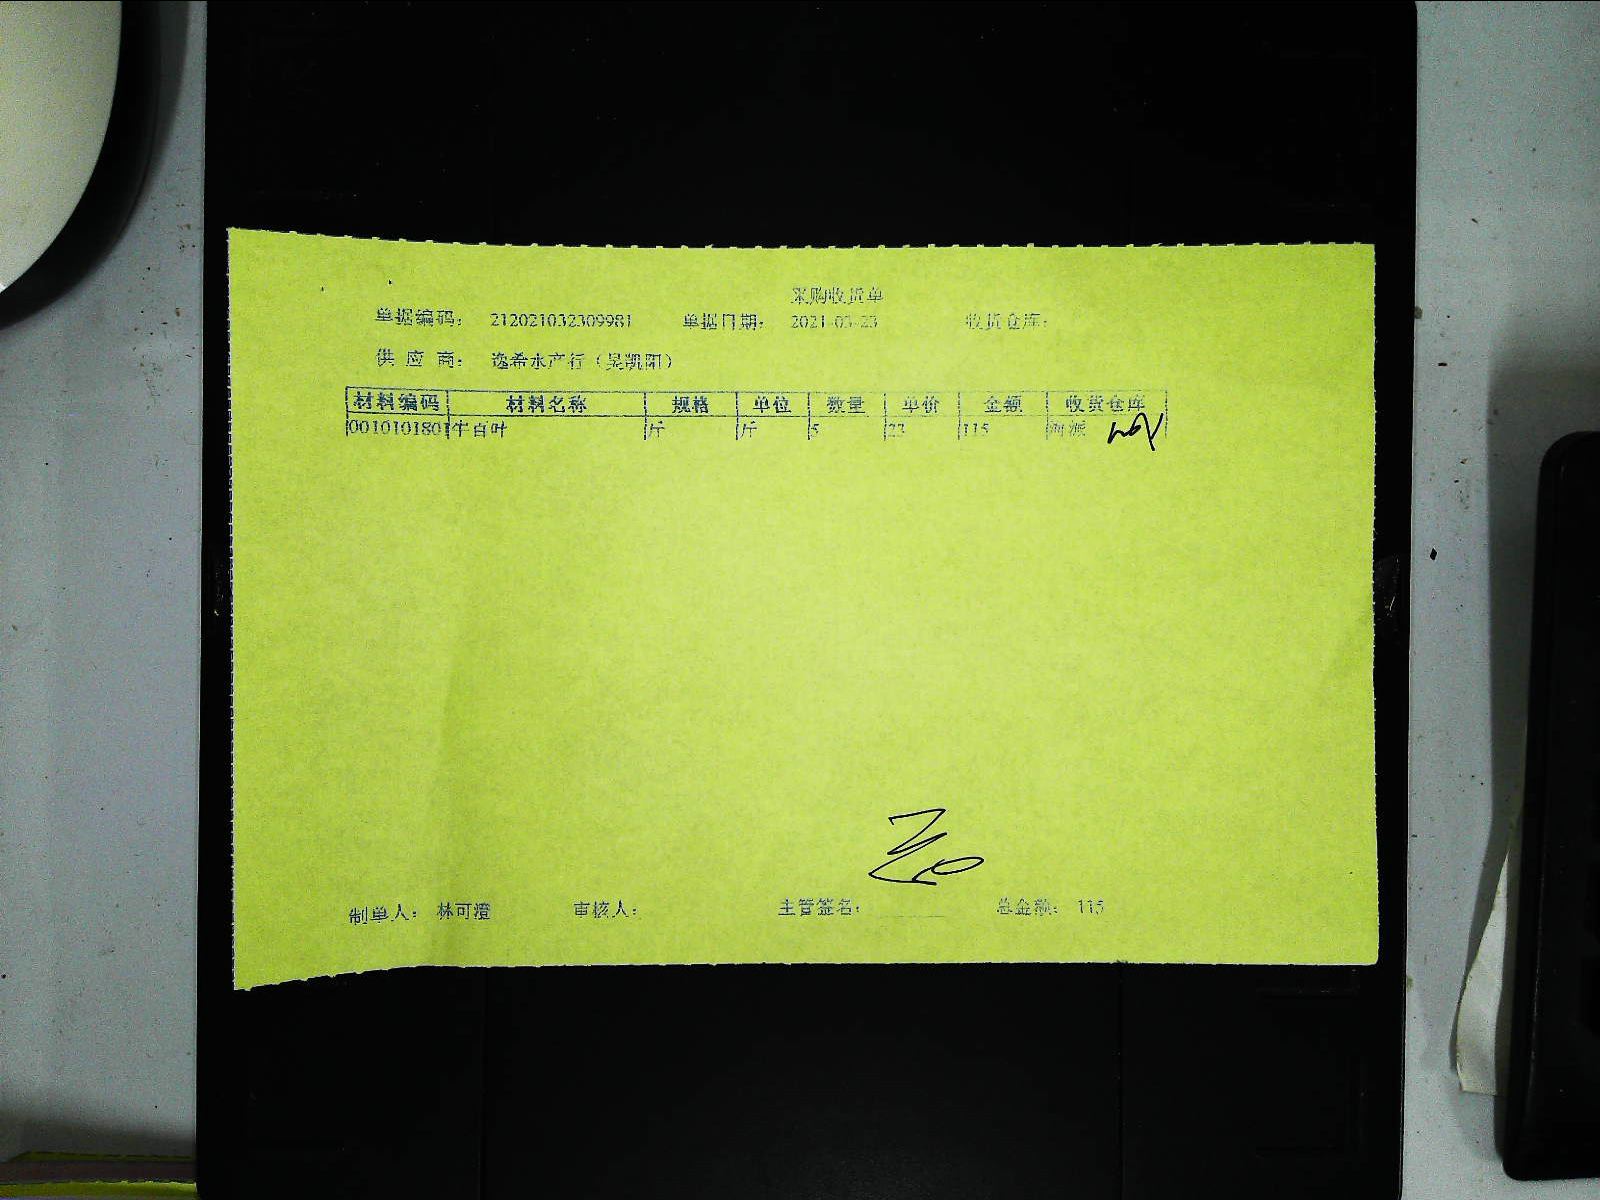 采购收货单
单据编码： 212021032309981 单据日期： 2021-03-23 收货仓库：
供 应 商： 逸希水产行（吴凯阳）
材料编码 材料名称 规格 单位 数量 单价 金额 收货仓库
0010101801 牛百叶 斤 斤 5 23 115 海派
制单人： 林可澄 审核人： 主管签名： 总金额： 115